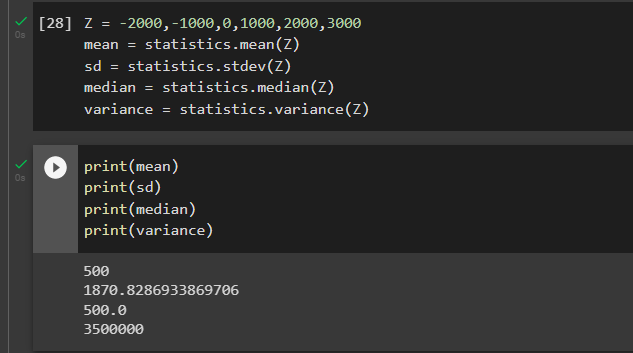 [28] Z = -2000,-1000,0,1000,2000,3000
mean = statistics.mean(Z)
sd = statistics.stdev(Z)
median = statistics.median(Z)
variance = statistics.variance(Z)
0s
print(mean)
print(sd)
print(median)
print(variance)
0s
500
1870.8286933869706
500.0
3500000